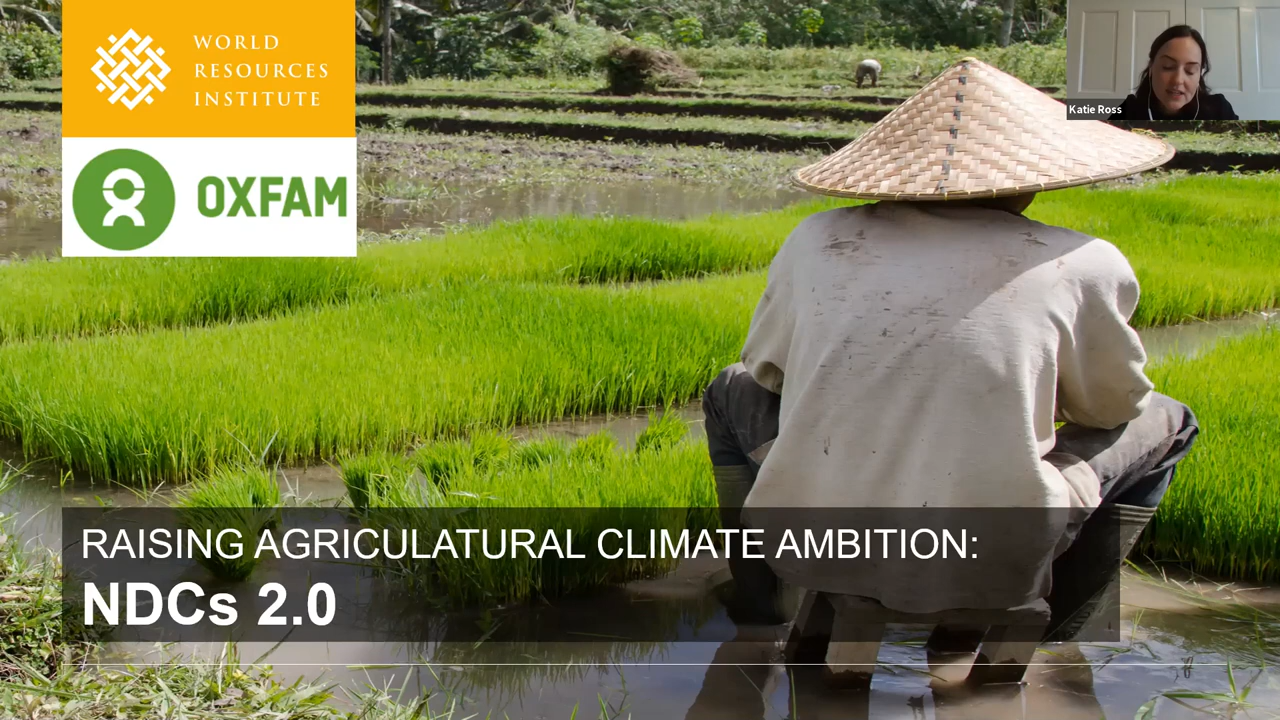 WORLD
RESOURCES
INSTITUTE
OXFAM
Katie Ross
RAISING AGRICULATURAL CLIMATE AMBITION:
NDCs 2.0